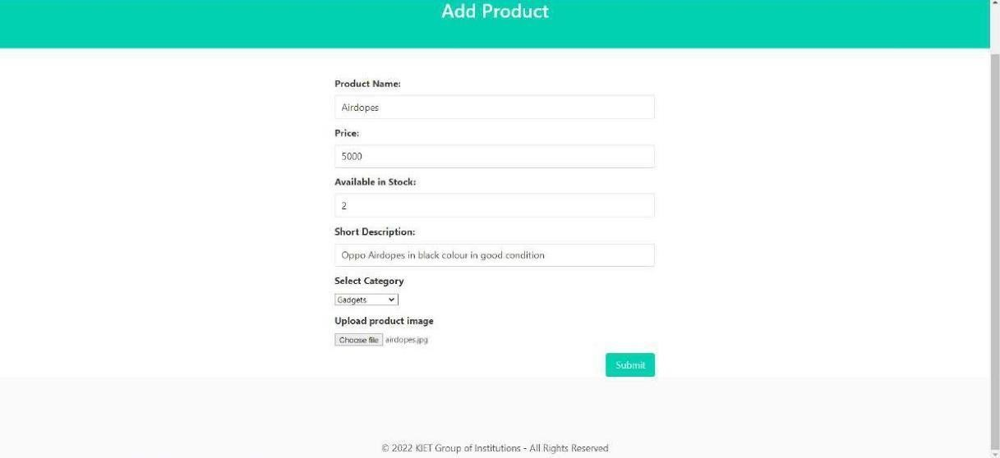 Add Product
Product Name:
Airdopes
Price:
5000
Available in Stock:
2
Short Description:
Oppo Airdopes in black colour in good condition
Select Category
Gadgets
Upload product image
Choose file airdopes.jpg
Submit
© 2022 KIET Group of Institutions - All Rights Reserved